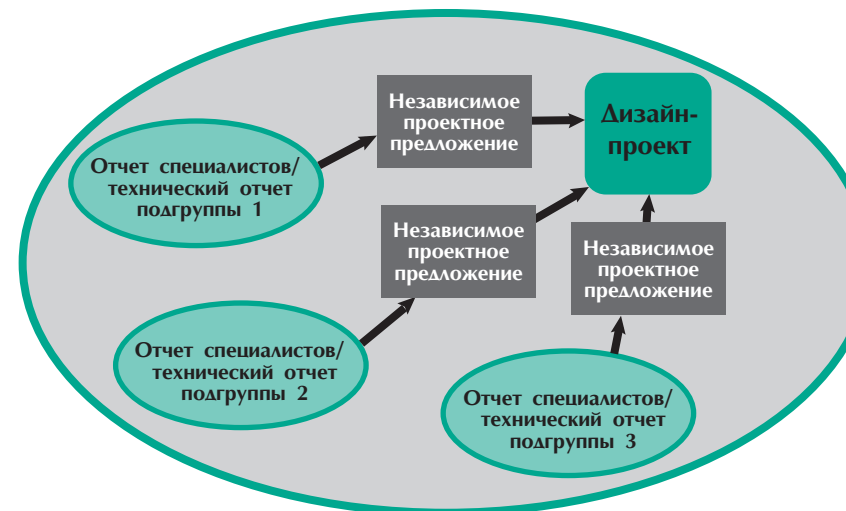 Независимое
проектное
предложение
Дизайн-
проект
Отчет специалистов/
технический отчет
подгруппы 1
Независимое
проектное
предложение
Независимое
проектное
предложение
Отчет специалистов/
технический отчет
подгруппы 2
Отчет специалистов/
технический отчет
подгруппы 3